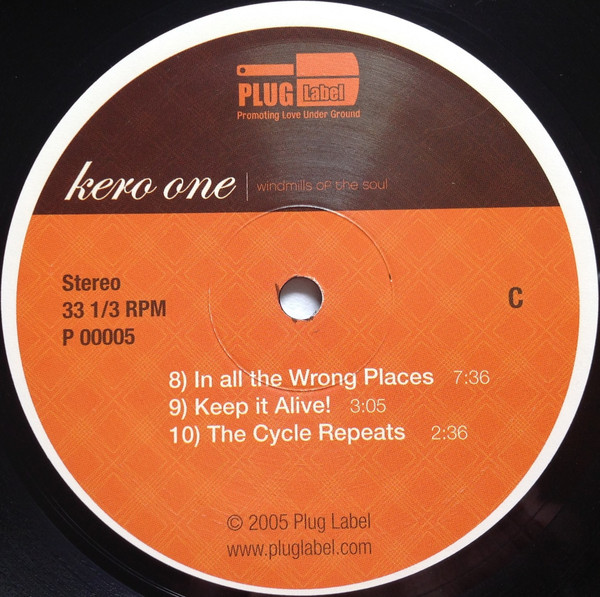 PLUG Label
Promoting Love Under Ground
kero one | windmills of the soul
Stereo
33 1/3 RPM
P 00005
C
8) In all the Wrong Places 7:36
9) Keep it Alive! 3:05
10) The Cycle Repeats 2:36
© 2005 Plug Label
www.pluglabel.com